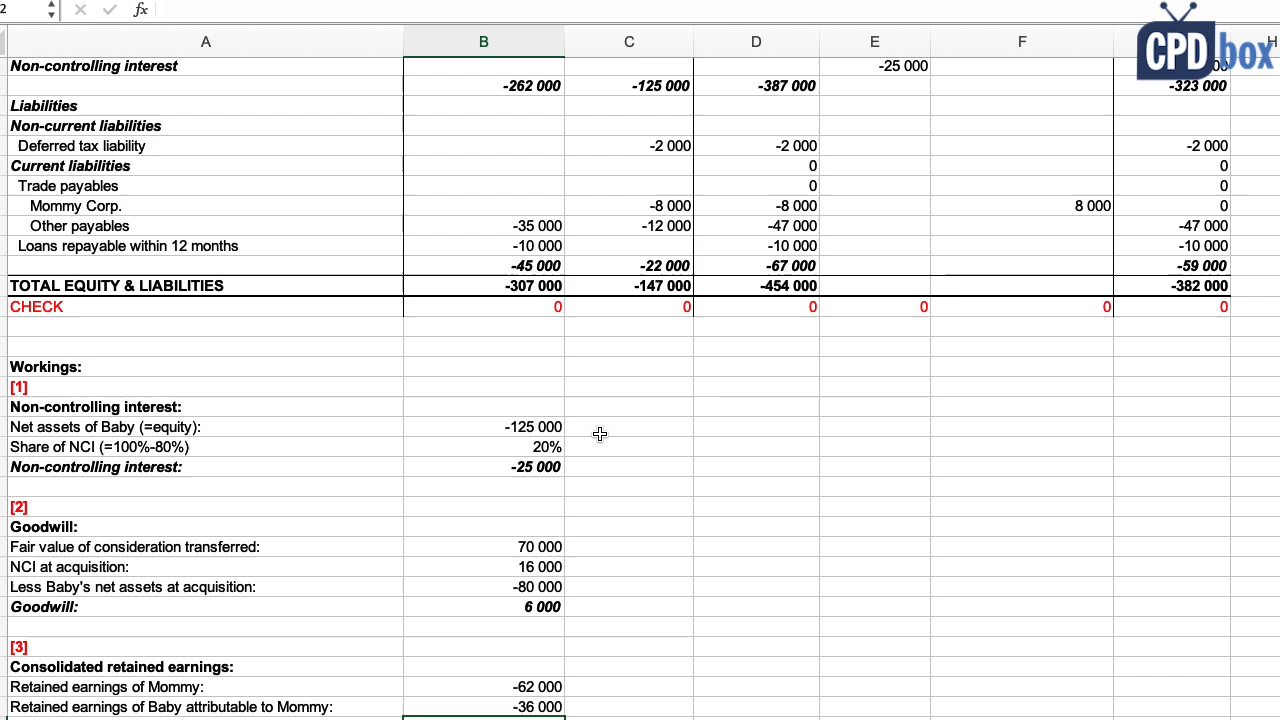 2 fx
CPDbox
A B C D E F H
Non-controlling interest -25 000
-262 000 -125 000 -387 000 -323 000
Liabilities
Non-current liabilities
Deferred tax liability -2 000 -2 000 -2 000
Current liabilities 0 0
Trade payables 0 0
Mommy Corp. -8 000 -8 000 8 000 0
Other payables -35 000 -12 000 -47 000 -47 000
Loans repayable within 12 months -10 000 -10 000 -10 000
-45 000 -22 000 -67 000 -59 000
TOTAL EQUITY & LIABILITIES -307 000 -147 000 -454 000 -382 000
CHECK 0 0 0 0 0 0
Workings:
[1]
Non-controlling interest:
Net assets of Baby (=equity): -125 000
Share of NCI (=100%-80%) 20%
Non-controlling interest: -25 000
[2]
Goodwill:
Fair value of consideration transferred: 70 000
NCI at acquisition: 16 000
Less Baby's net assets at acquisition: -80 000
Goodwill: 6 000
[3]
Consolidated retained earnings:
Retained earnings of Mommy: -62 000
Retained earnings of Baby attributable to Mommy: -36 000